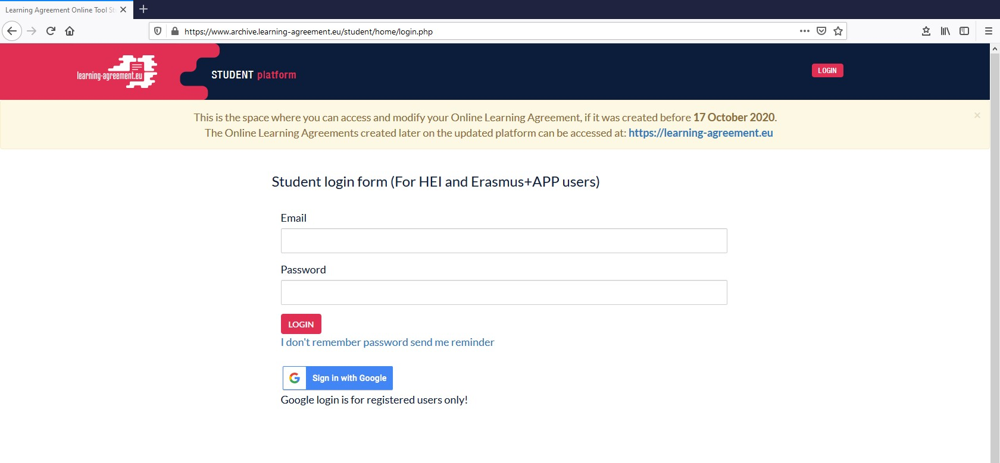 Learning Agreement Online Tool St
https://www.archive.learning-agreement.eu/student/home/login.php
learning-agreement.eu
STUDENT platform
LOGIN
This is the space where you can access and modify your Online Learning Agreement, if it was created before 17 October 2020.
The Online Learning Agreements created later on the updated platform can be accessed at: https://learning-agreement.eu
Student login form (For HEI and Erasmus+APP users)
Email
Password
LOGIN
I don't remember password send me reminder
Sign in with Google
Google login is for registered users only!